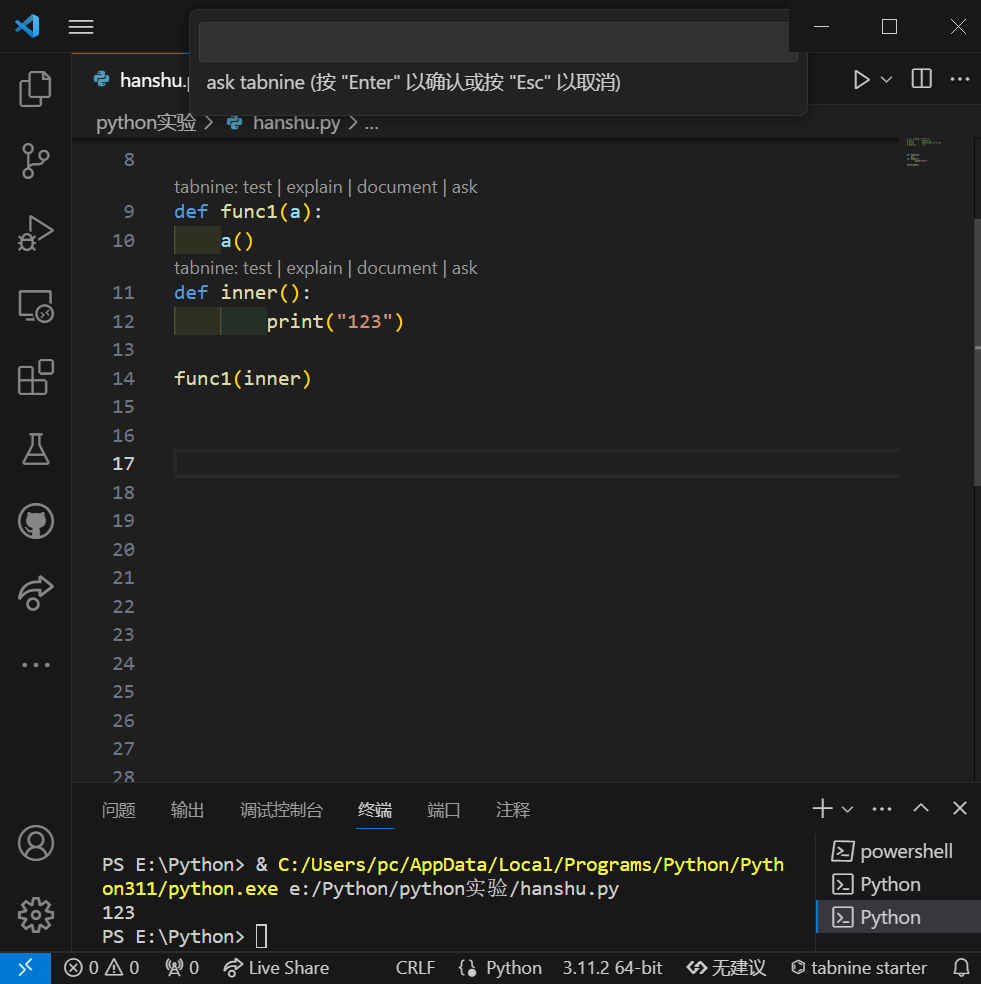 ask tabnine (按 "Enter" 以确认或按 "Esc" 以取消)
hanshu.
python实验 > hanshu.py > ...
8
tabnine: test | explain | document | ask
9 def func1(a):
10     a()
tabnine: test | explain | document | ask
11 def inner():
12         print("123")
13
14 func1(inner)
15
16
17
18
19
20
21
22
23
24
25
26
27
28
问题 输出 调试控制台 终端 端口 注释
PS E:\Python> & C:/Users/pc/AppData/Local/Programs/Python/Pyth
on311/python.exe e:/Python/python实验/hanshu.py
123
PS E:\Python>
powershell
Python
Python
0 0 0 Live Share CRLF Python 3.11.2 64-bit 无建议 tabnine starter